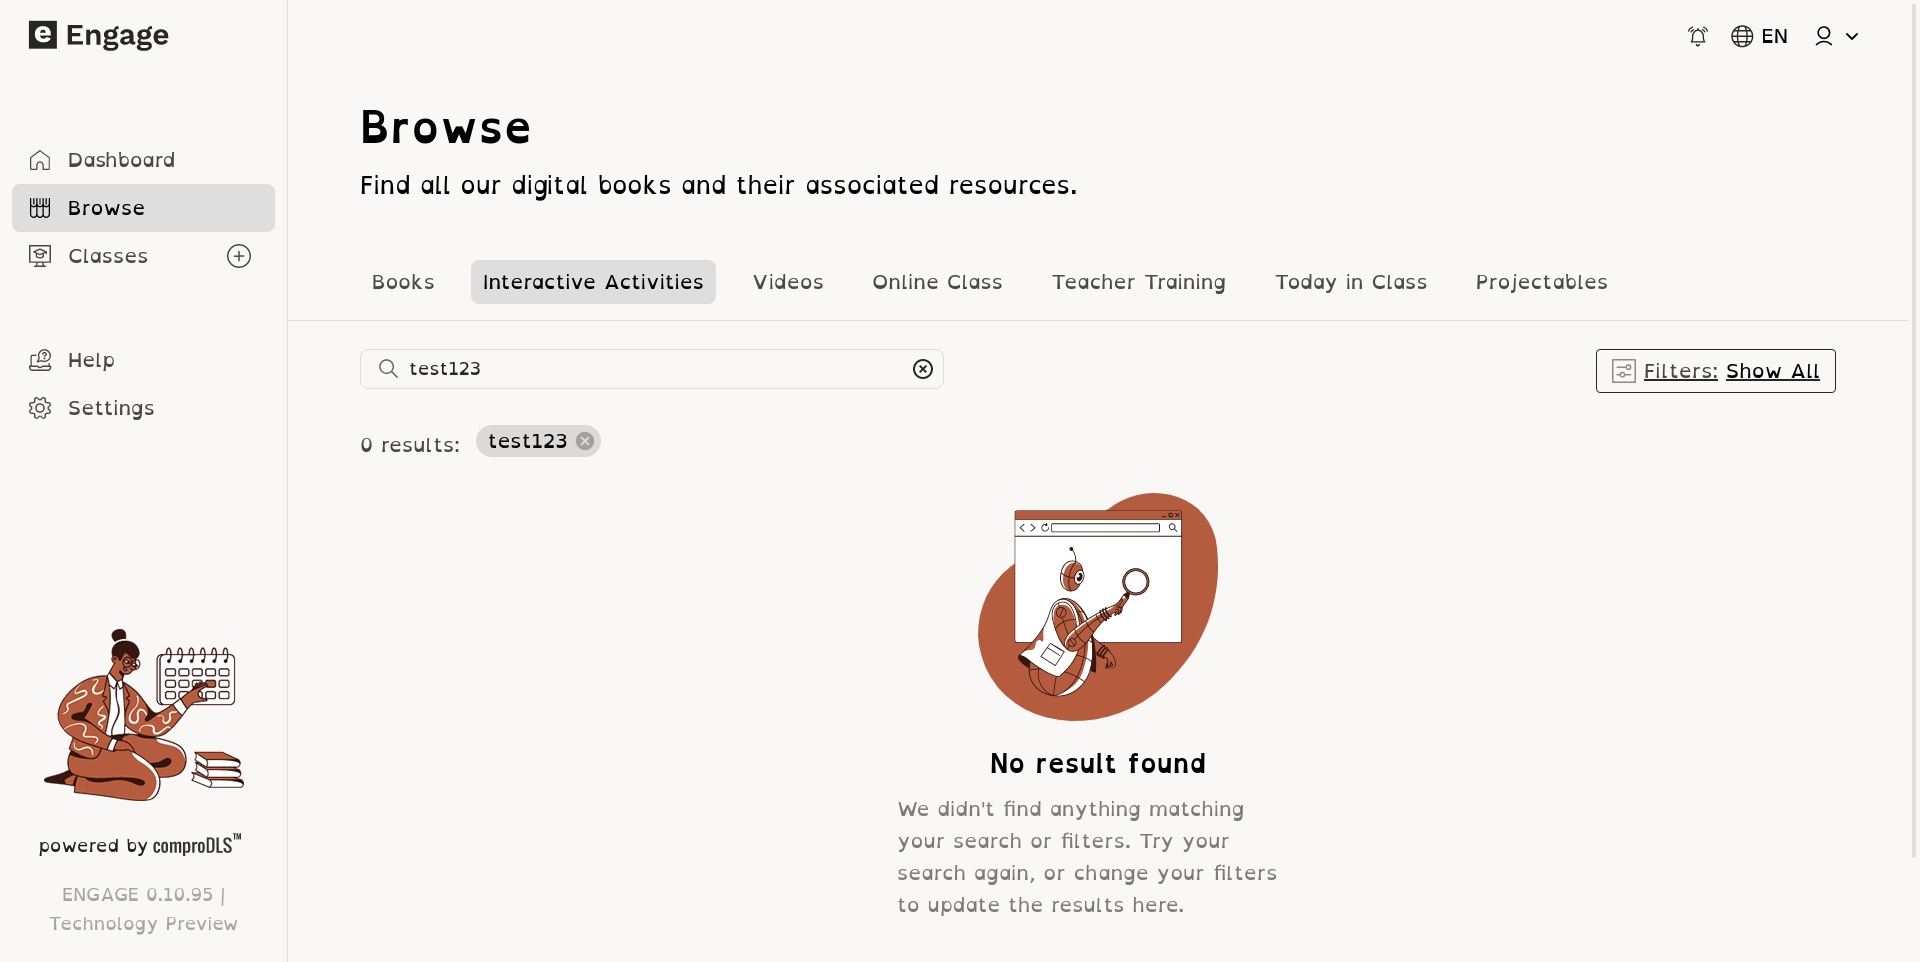 e Engage
EN
Browse
Find all our digital books and their associated resources.
Dashboard
Browse
Classes
Help
Settings
Books Interactive Activities Videos Online Class Teacher Training Today in Class Projectables
test123
Filters: Show All
0 results: test123
No result found
We didn't find anything matching
your search or filters. Try your
search again, or change your filters
to update the results here.
powered by comproDLS™
ENGAGE 0.10.95 |
Technology Preview